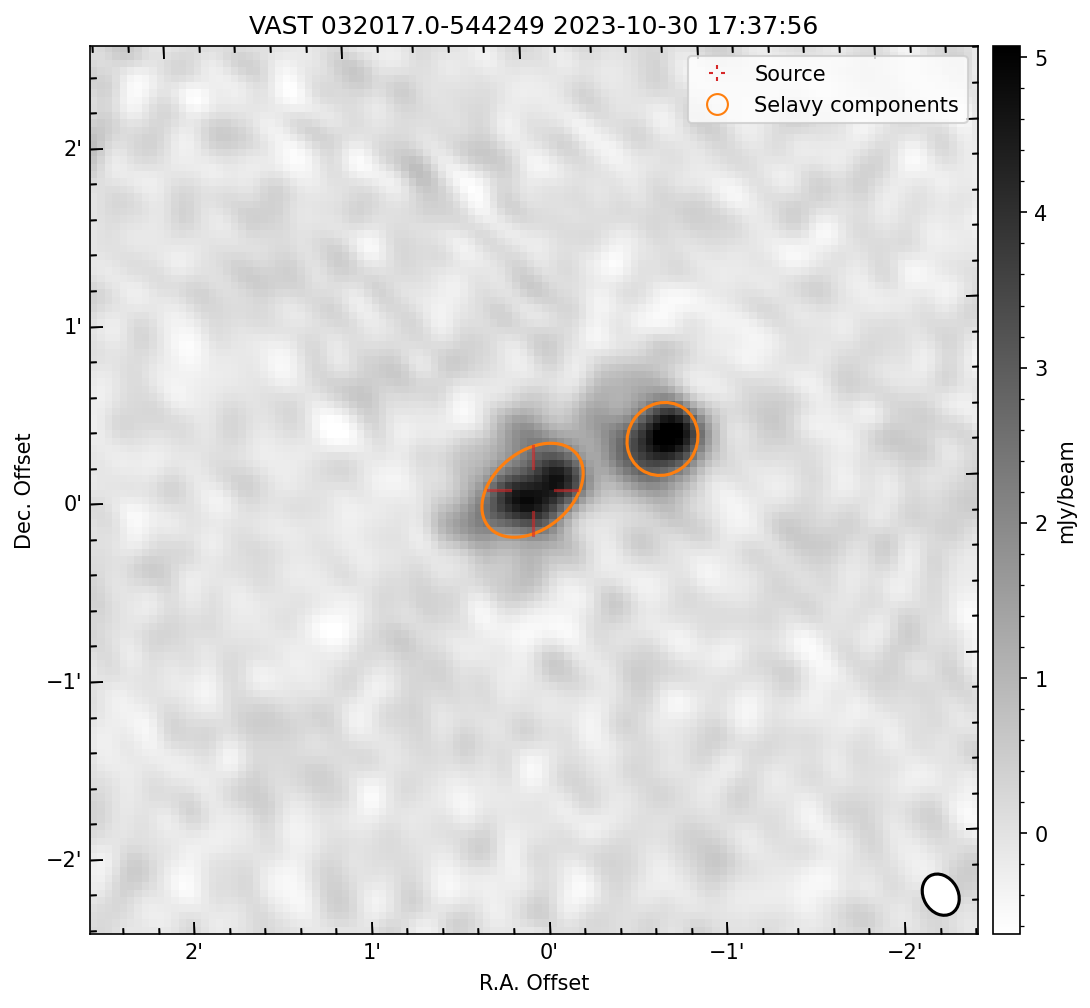 VAST 032017.0-544249 2023-10-30 17:37:56
Source
Selavy components
2'
1'
0'
−1'
−2'
Dec. Offset
2'
1'
0'
−1'
−2'
R.A. Offset
5
4
3
2
1
0
mJy/beam